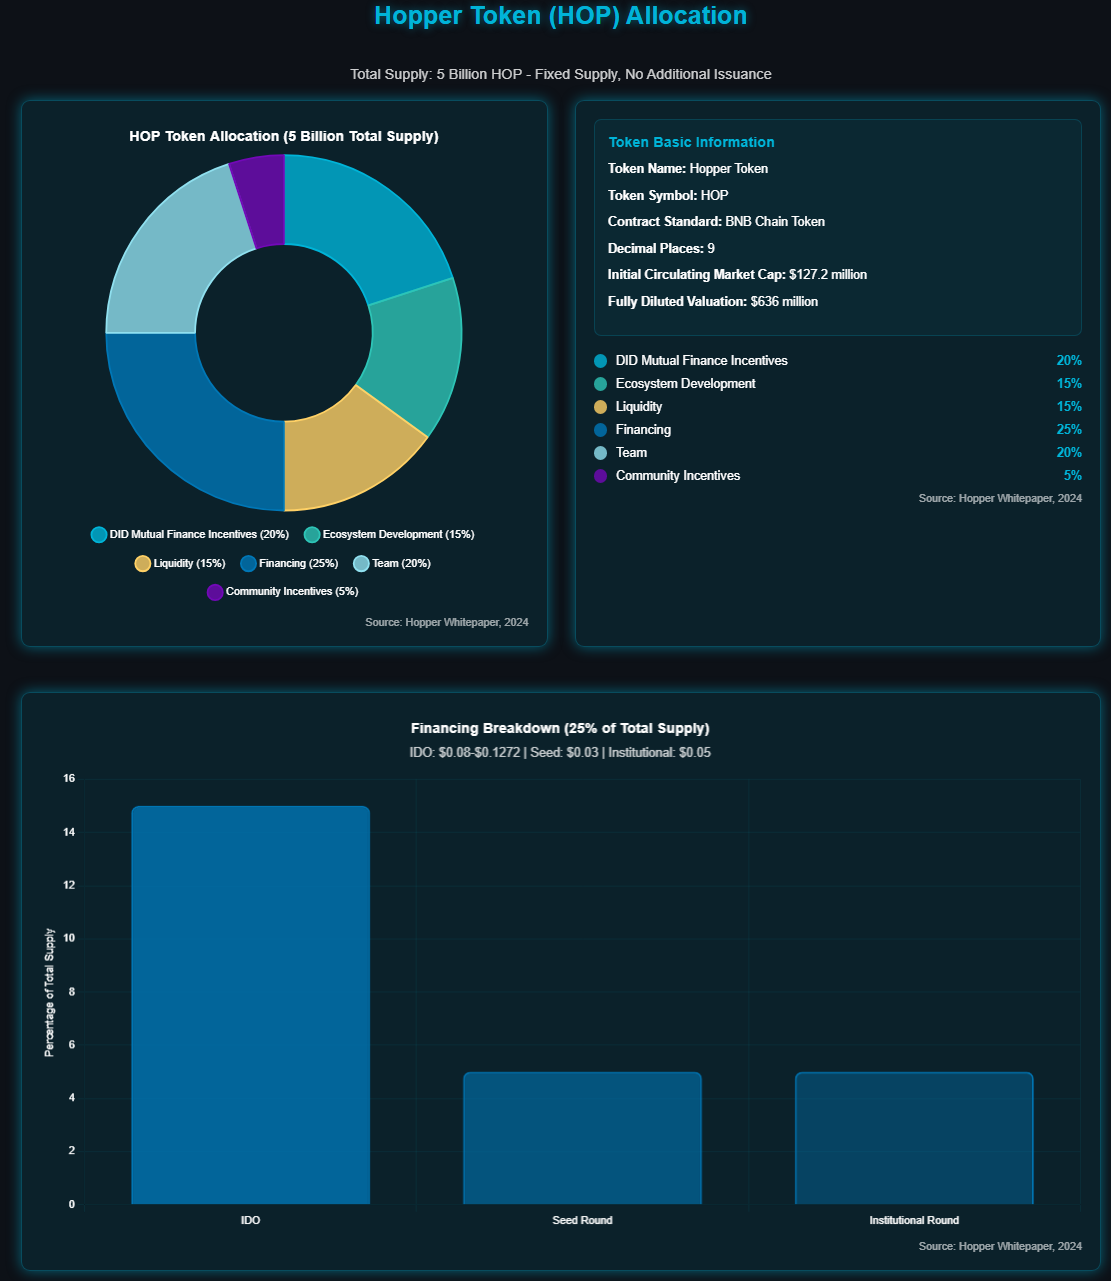 Hopper Token (HOP) Allocation
Total Supply: 5 Billion HOP - Fixed Supply, No Additional Issuance
HOP Token Allocation (5 Billion Total Supply)
DID Mutual Finance Incentives (20%)
Ecosystem Development (15%)
Liquidity (15%)
Financing (25%)
Team (20%)
Community Incentives (5%)
Source: Hopper Whitepaper, 2024
Token Basic Information
Token Name: Hopper Token
Token Symbol: HOP
Contract Standard: BNB Chain Token
Decimal Places: 9
Initial Circulating Market Cap: $127.2 million
Fully Diluted Valuation: $636 million
DID Mutual Finance Incentives 20%
Ecosystem Development 15%
Liquidity 15%
Financing 25%
Team 20%
Community Incentives 5%
Source: Hopper Whitepaper, 2024
Financing Breakdown (25% of Total Supply)
IDO: $0.08-$0.1272 | Seed: $0.03 | Institutional: $0.05
Percentage of Total Supply
16
14
12
10
8
6
4
2
0
IDO
Seed Round
Institutional Round
Source: Hopper Whitepaper, 2024